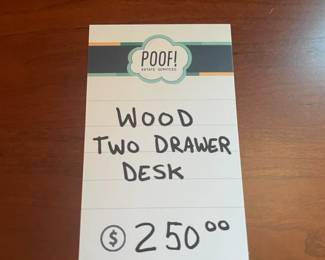 POOF!
ESTATE SERVICES
WOOD
TWO DRAWER
DESK
$ 250⁰⁰